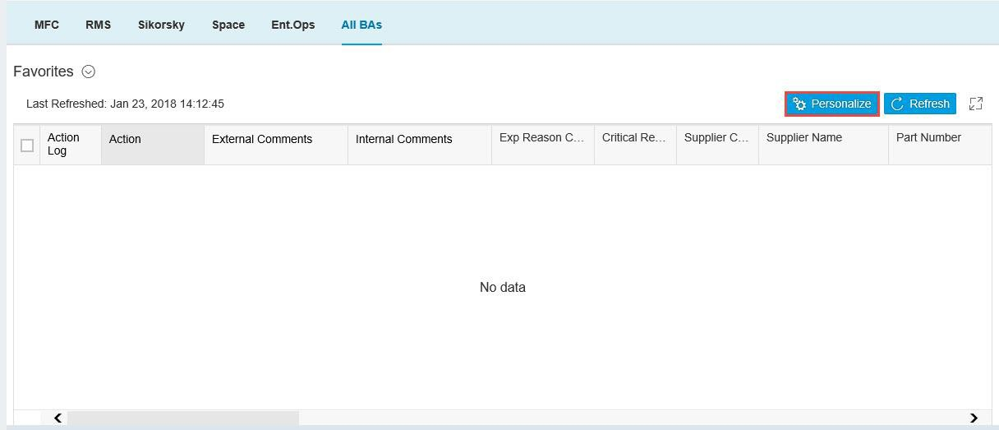 MFC RMS Sikorsky Space Ent.Ops All BAs
Favorites
Last Refreshed: Jan 23, 2018 14:12:45 Personalize Refresh
Action Log Action External Comments Internal Comments Exp Reason C... Critical Re... Supplier C... Supplier Name Part Number
No data